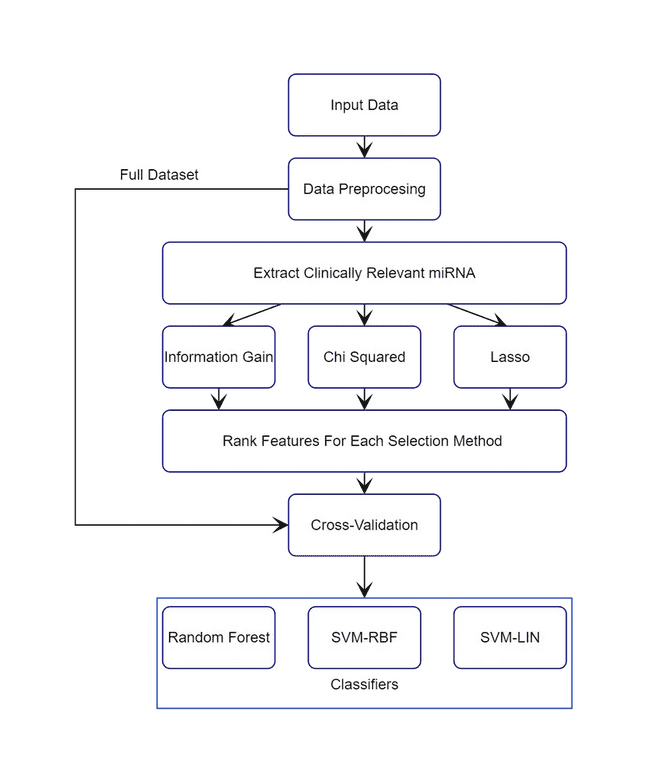 Input Data
Full Dataset
Data Preprocesing
Extract Clinically Relevant miRNA
Information Gain
Chi Squared
Lasso
Rank Features For Each Selection Method
Cross-Validation
Random Forest
SVM-RBF
SVM-LIN
Classifiers